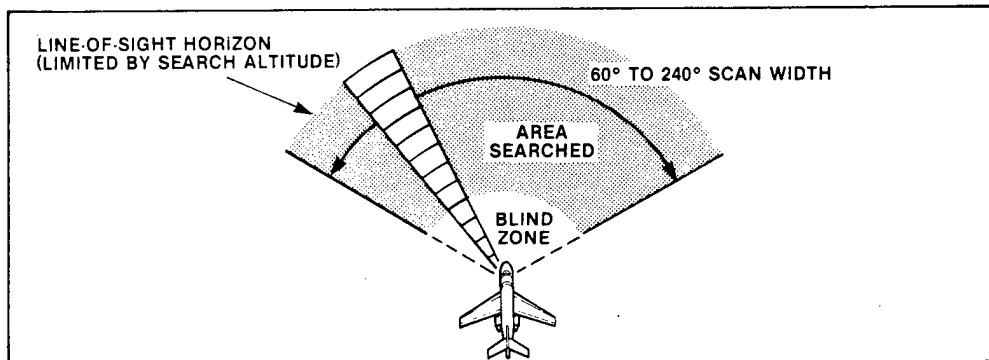 LINE-OF-SIGHT HORIZON
(LIMITED BY SEARCH ALTITUDE)
60° TO 240° SCAN WIDTH
AREA
SEARCHED
BLIND
ZONE